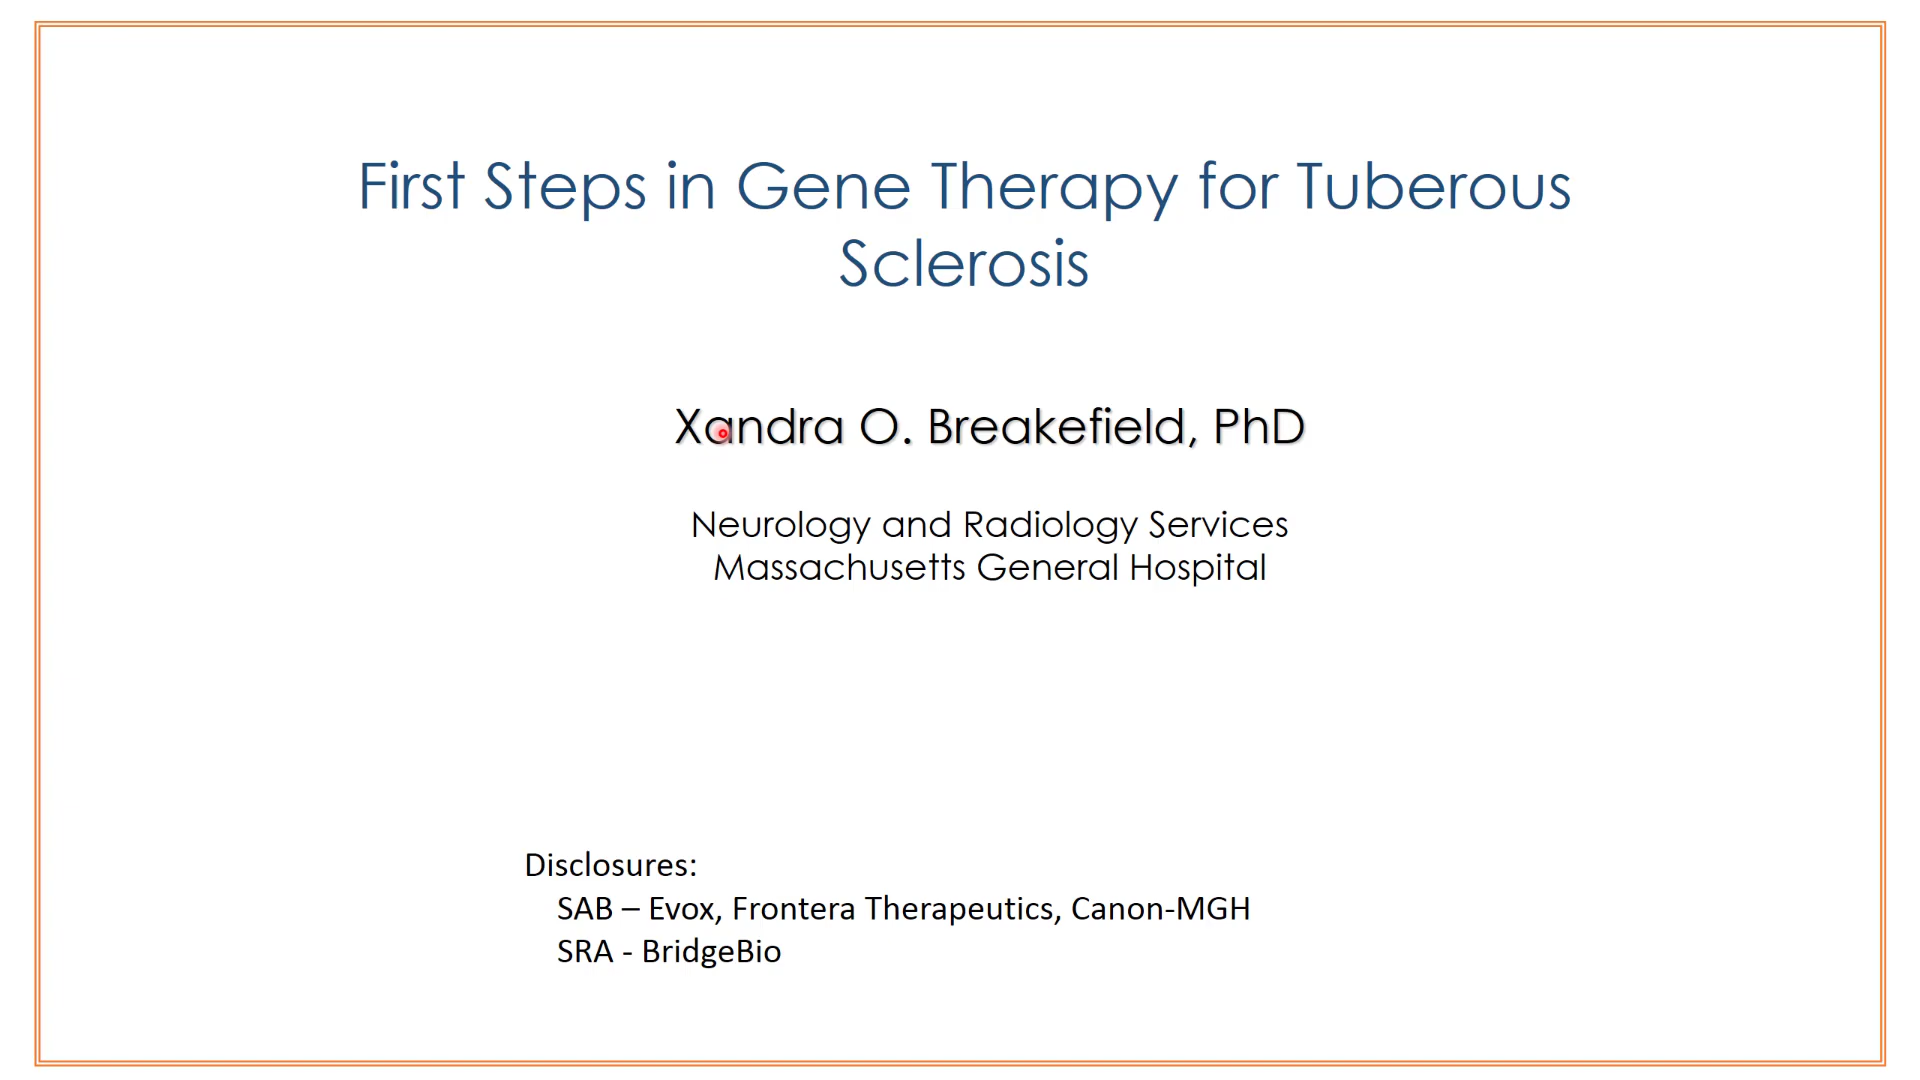 First Steps in Gene Therapy for Tuberous
Sclerosis
Xandra O. Breakefield, PhD
Neurology and Radiology Services
Massachusetts General Hospital
Disclosures:
SAB – Evox, Frontera Therapeutics, Canon-MGH
SRA - BridgeBio